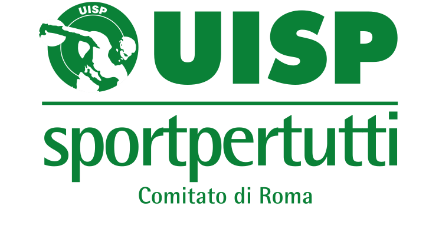 UISP
UISP
sportpertutti
Comitato di Roma